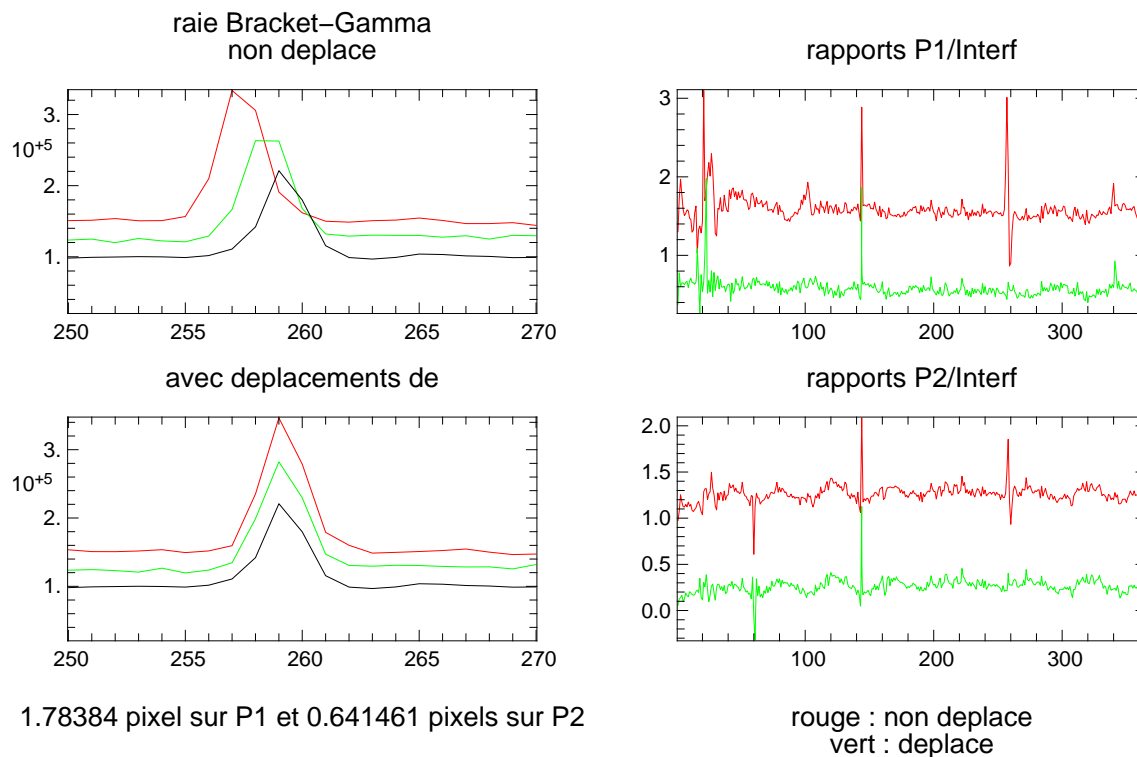 raie Bracket−Gamma
non deplace
3.
10+5
2.
1.
250 255 260 265 270
rapports P1/Interf
3
2
1
100 200 300
avec deplacements de
3.
10+5
2.
1.
250 255 260 265 270
rapports P2/Interf
2.0
1.5
1.0
0.5
0.0
100 200 300
1.78384 pixel sur P1 et 0.641461 pixels sur P2
rouge : non deplace
vert : deplace